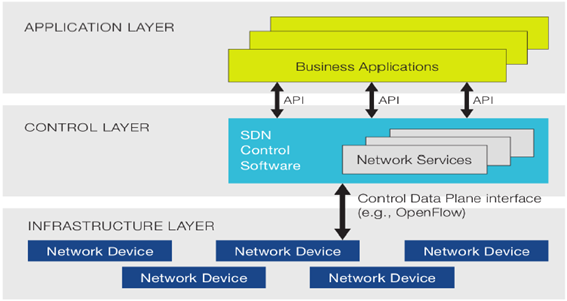 APPLICATION LAYER
Business Applications
API API API
CONTROL LAYER
SDN
Control
Software
Network Services
Control Data Plane interface
(e.g., OpenFlow)
INFRASTRUCTURE LAYER
Network Device Network Device Network Device
Network Device Network Device